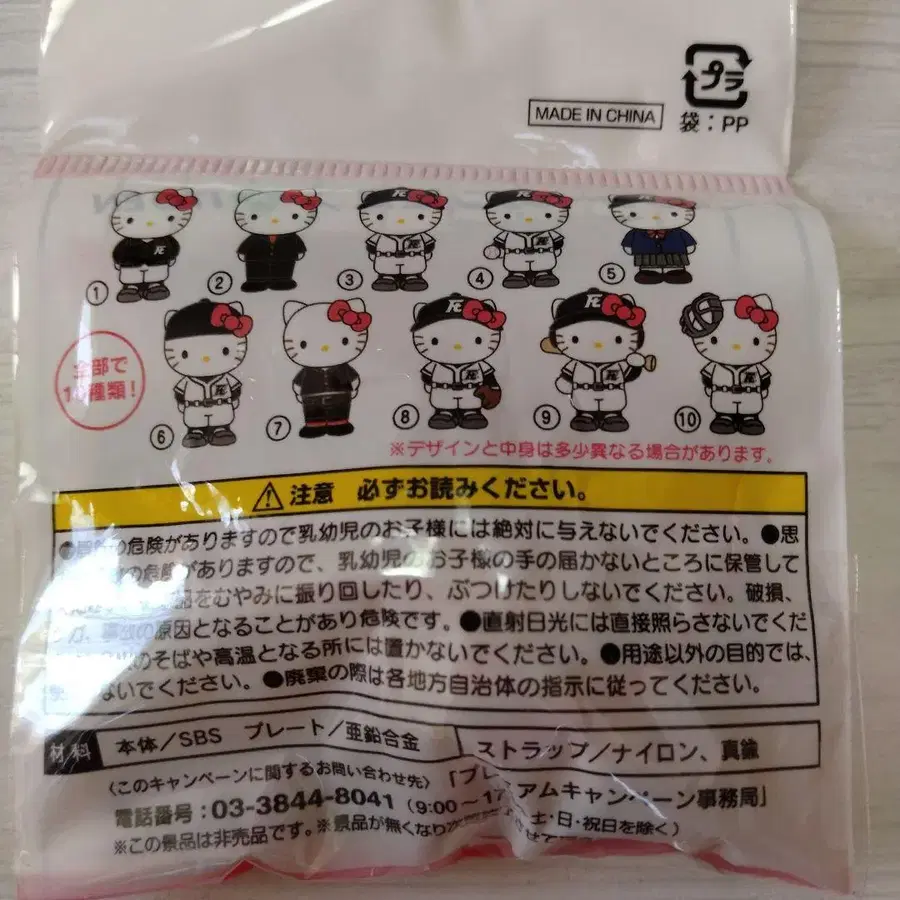 プラ
MADE IN CHINA
袋：PP
① ② ③ ④ ⑤
全部で
10種類！
⑥ ⑦ ⑧ ⑨ ⑩
※デザインと中身は多少異なる場合があります。
注意 必ずお読みください。
の危険がありますので乳幼児のお子様には絶対に与えないでください。●思
の危険がありますので、乳幼児のお子様の手の届かないところに保管して
をむやみに振り回したり、ぶつけたりしないでください。破損、
の原因となることがあり危険です。●直射日光には直接照らさないでくだ
のそばや高温となる所には置かないでください。●用途以外の目的では、
ないでください。●廃棄の際は各地方自治体の指示に従ってください。
材料 本体／SBS プレート／亜鉛合金 ストラップ／ナイロン、真鍮
〈このキャンペーンに関するお問い合わせ先〉「プレ アムキャンペーン事務局」
電話番号：03-3844-8041（9:00～17 土・日・祝日を除く）
※この景品は非売品です。※景品が無くなり